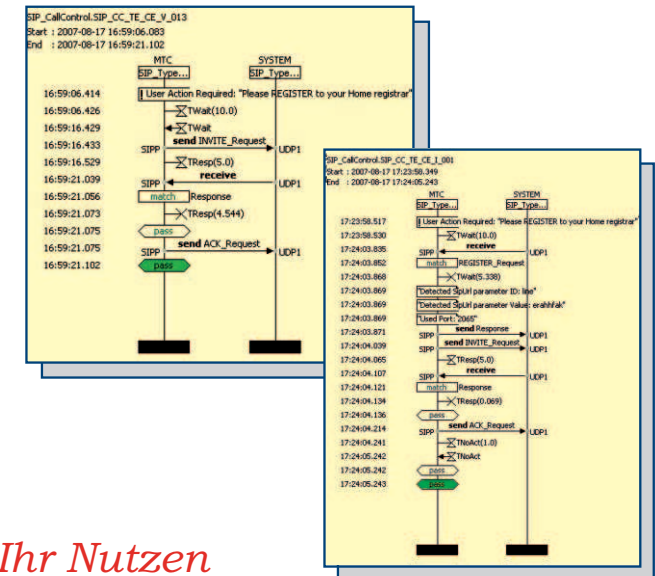 SIP_CallControl.SIP_CC_TE_CE_V_013
Start : 2007-08-17 16:59:06.083
End : 2007-08-17 16:59:21.102
MTC SYSTEM
SIP_Type... SIP_Type...
16:59:06.414 User Action Required: "Please REGISTER to your Home registrar"
16:59:06.426 TWait(10.0)
16:59:16.429 TWait
16:59:16.433 SIPP send INVITE_Request UDP1
16:59:16.529 TResp(5.0)
16:59:21.039 SIPP receive UDP1
16:59:21.056 match Response
16:59:21.073 TResp(4.544)
16:59:21.075 pass
16:59:21.075 SIPP send ACK_Request UDP1
16:59:21.102 pass
SIP_CallControl.SIP_CC_TE_CE_I_001
Start : 2007-08-17 17:23:58.349
End : 2007-08-17 17:24:05.243
MTC SYSTEM
SIP_Type... SIP_Type...
17:23:58.517 User Action Required: "Please REGISTER to your Home registrar"
17:23:58.530 TWait(10.0)
17:24:03.835 SIPP receive UDP1
17:24:03.852 match REGISTER_Request
17:24:03.868 TWait(5.338)
17:24:03.869 "Detected SipUrl parameter ID: line"
17:24:03.869 "Detected SipUrl parameter Value: erahhfak"
17:24:03.869 "Used Port: 2065"
17:24:03.871 SIPP send Response UDP1
17:24:04.039 SIPP send INVITE_Request UDP1
17:24:04.065 TResp(5.0)
17:24:04.107 SIPP receive UDP1
17:24:04.121 match Response
17:24:04.134 TResp(0.069)
17:24:04.136 pass
17:24:04.214 SIPP send ACK_Request UDP1
17:24:04.241 TNoAct(1.0)
17:24:05.242 TNoAct
17:24:05.242 pass
17:24:05.243 pass
Ihr Nutzen